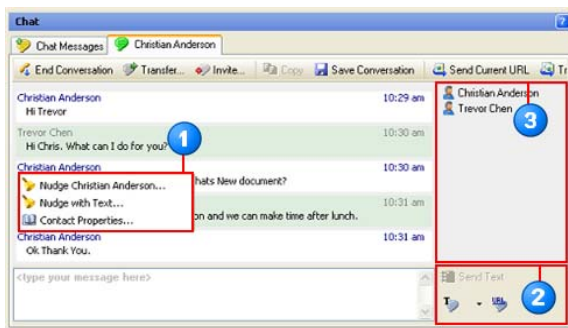 Chat
?
Chat Messages
Christian Anderson
End Conversation Transfer... Invite... Copy Save Conversation Send Current URL Tr
Christian Anderson 10:29 am
Hi Trevor
Trevor Chen 10:30 am
Hi Chris. What can I do for you?
Christian Anderson 10:30 am
hats New document?
10:31 am
on and we can make time after lunch.
Christian Anderson 10:31 am
Ok Thank You.
1
Nudge Christian Anderson...
Nudge with Text...
Contact Properties...
Christian Anderson
Trevor Chen
3
<type your message here>
Send Text
T
URL
2